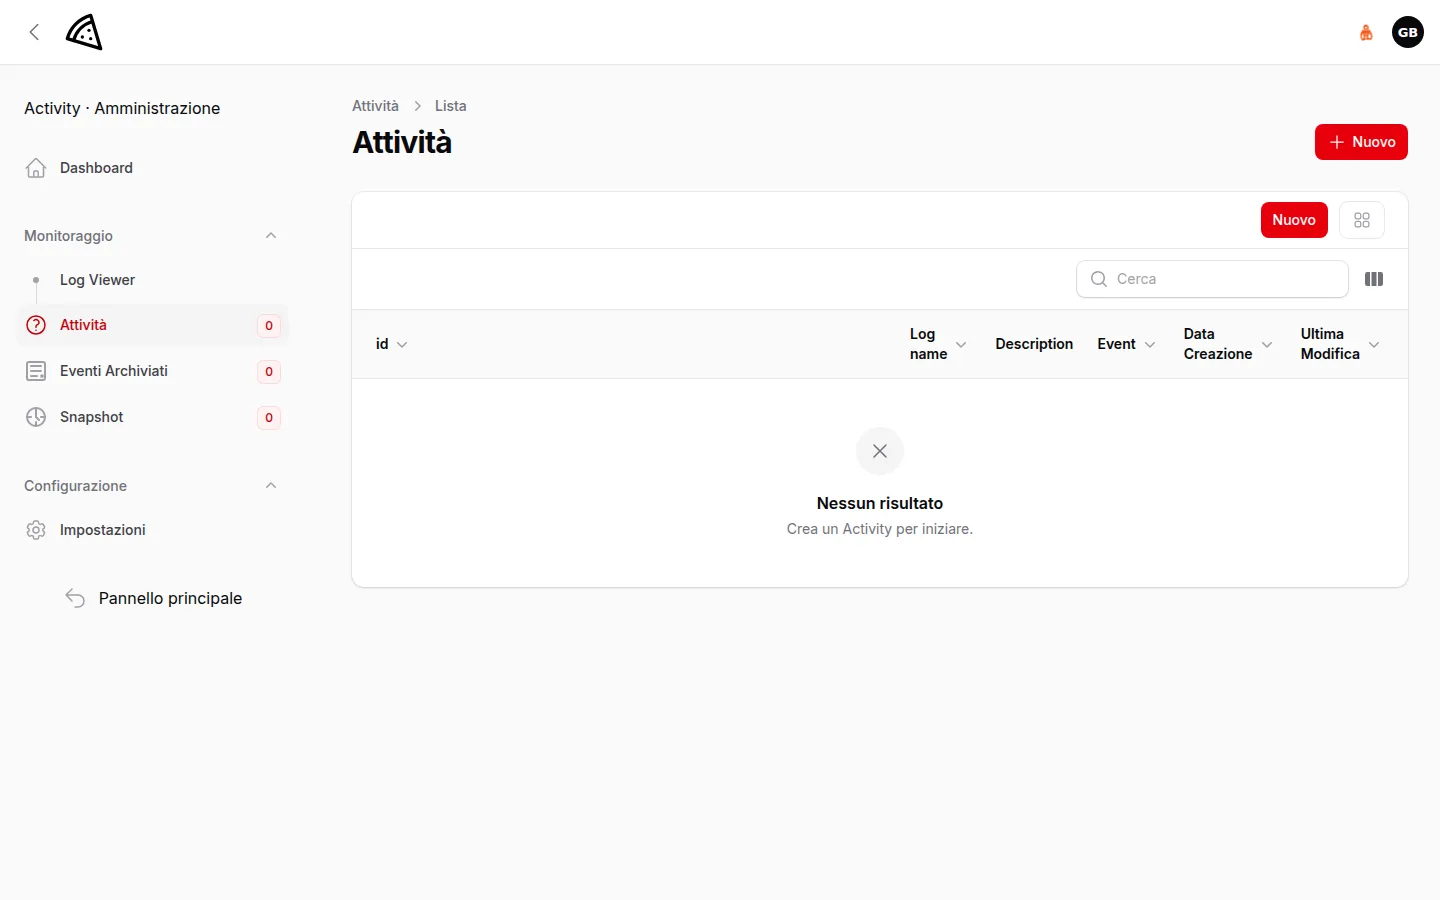 GB
Activity · Amministrazione
Dashboard
Monitoraggio
Log Viewer
Attività 0
Eventi Archiviati 0
Snapshot 0
Configurazione
Impostazioni
Pannello principale
Attività > Lista
Attività
Nuovo
Nuovo
Cerca
id
Log name
Description
Event
Data Creazione
Ultima Modifica
Nessun risultato
Crea un Activity per iniziare.